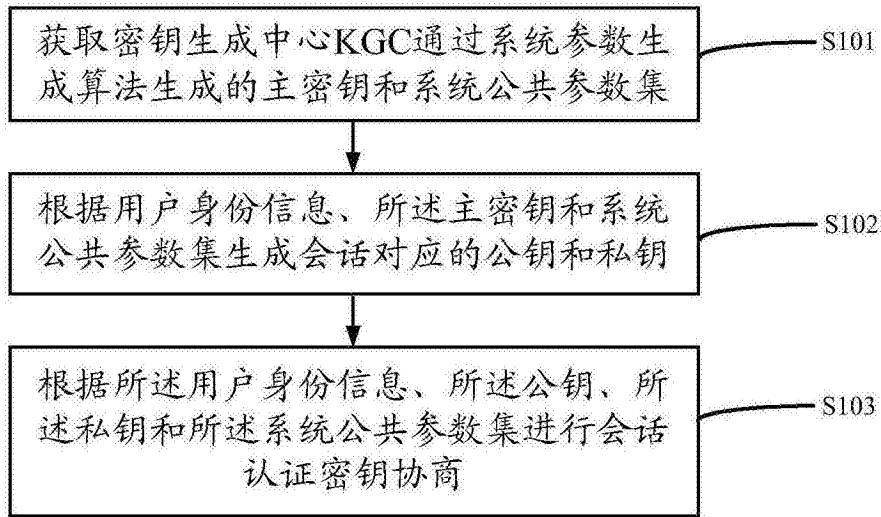 获取密钥生成中心KGC通过系统参数生
成算法生成的主密钥和系统公共参数集
S101
根据用户身份信息、所述主密钥和系统
公共参数集生成会话对应的公钥和私钥
S102
根据所述用户身份信息、所述公钥、所
述私钥和所述系统公共参数集进行会话
认证密钥协商
S103